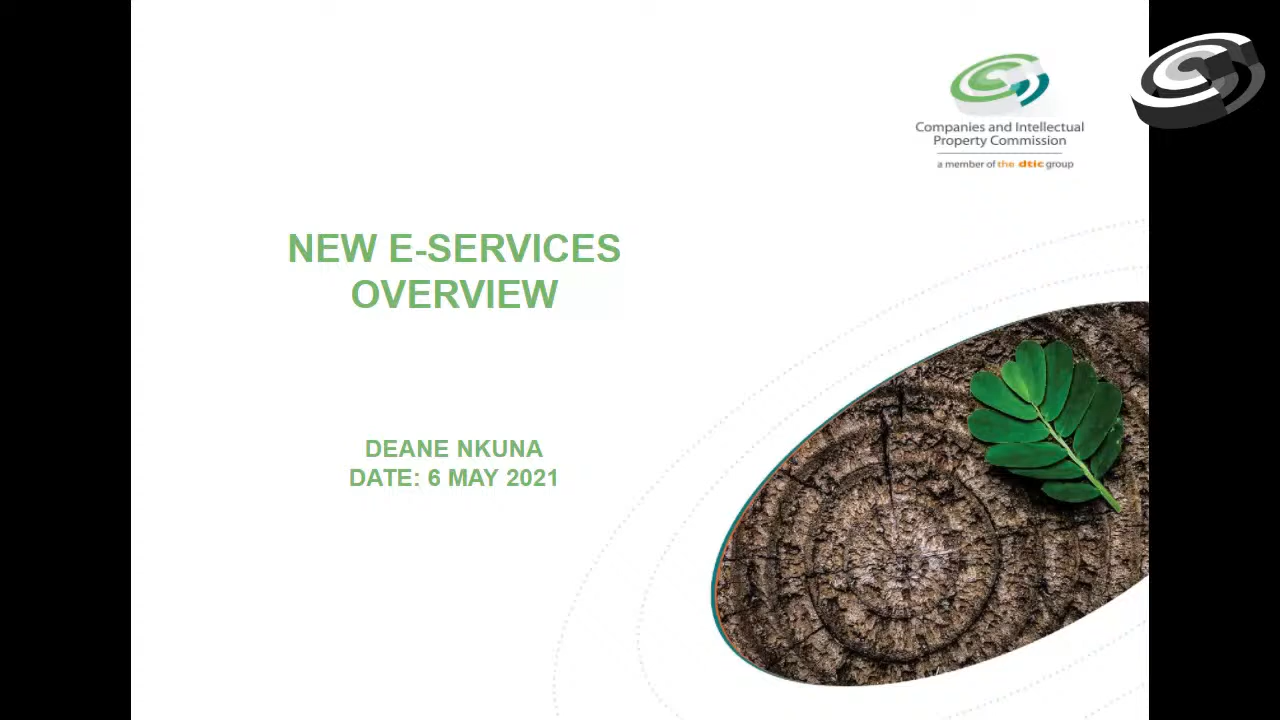 Companies and Intellectual
Property Commission
a member of the dtic group
NEW E-SERVICES
OVERVIEW
DEANE NKUNA
DATE: 6 MAY 2021